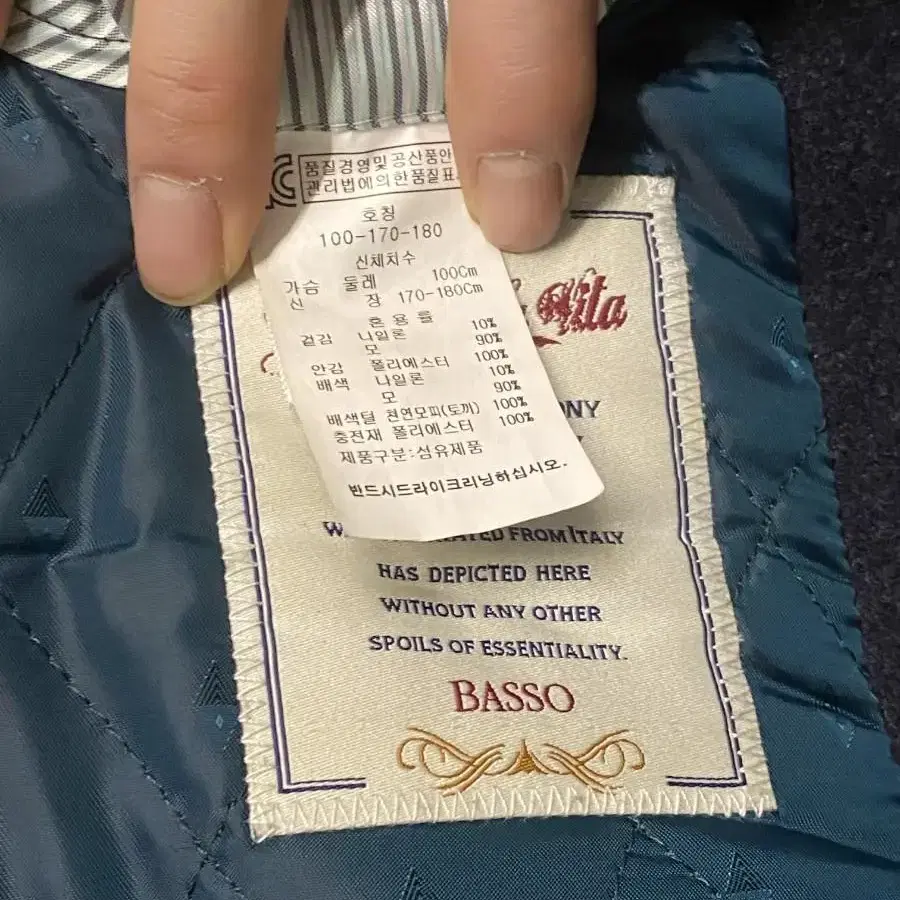 품질경영및공산품안
관리법에의한품질표
호칭
100-170-180
신체치수
가슴 둘레 100Cm
신 장 170-180Cm
혼용률
겉감 나일론 10%
모 90%
안감 폴리에스터 100%
배색 나일론 10%
모 90%
배색털 천연모피(토끼) 100%
충전재 폴리에스터 100%
제품구분:섬유제품
반드시드라이크리닝하십시오.
Vita
ONY
FROM ITALY
HAS DEPICTED HERE
WITHOUT ANY OTHER
SPOILS OF ESSENTIALITY.
BASSO